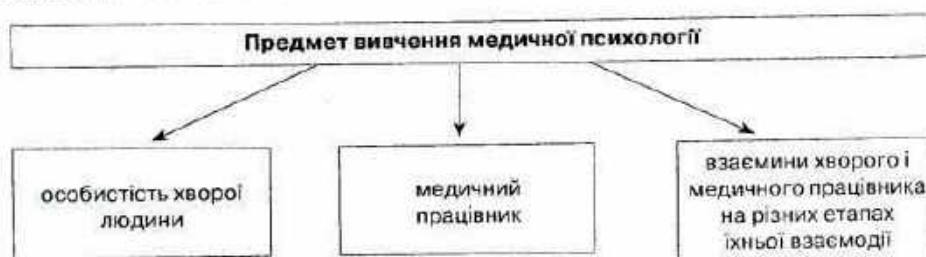 Предмет вивчення медичної психології
особистість хворої
людини
медичний
працівник
взаємини хворого і
медичного працівника
на різних етапах
їхньої взаємодії